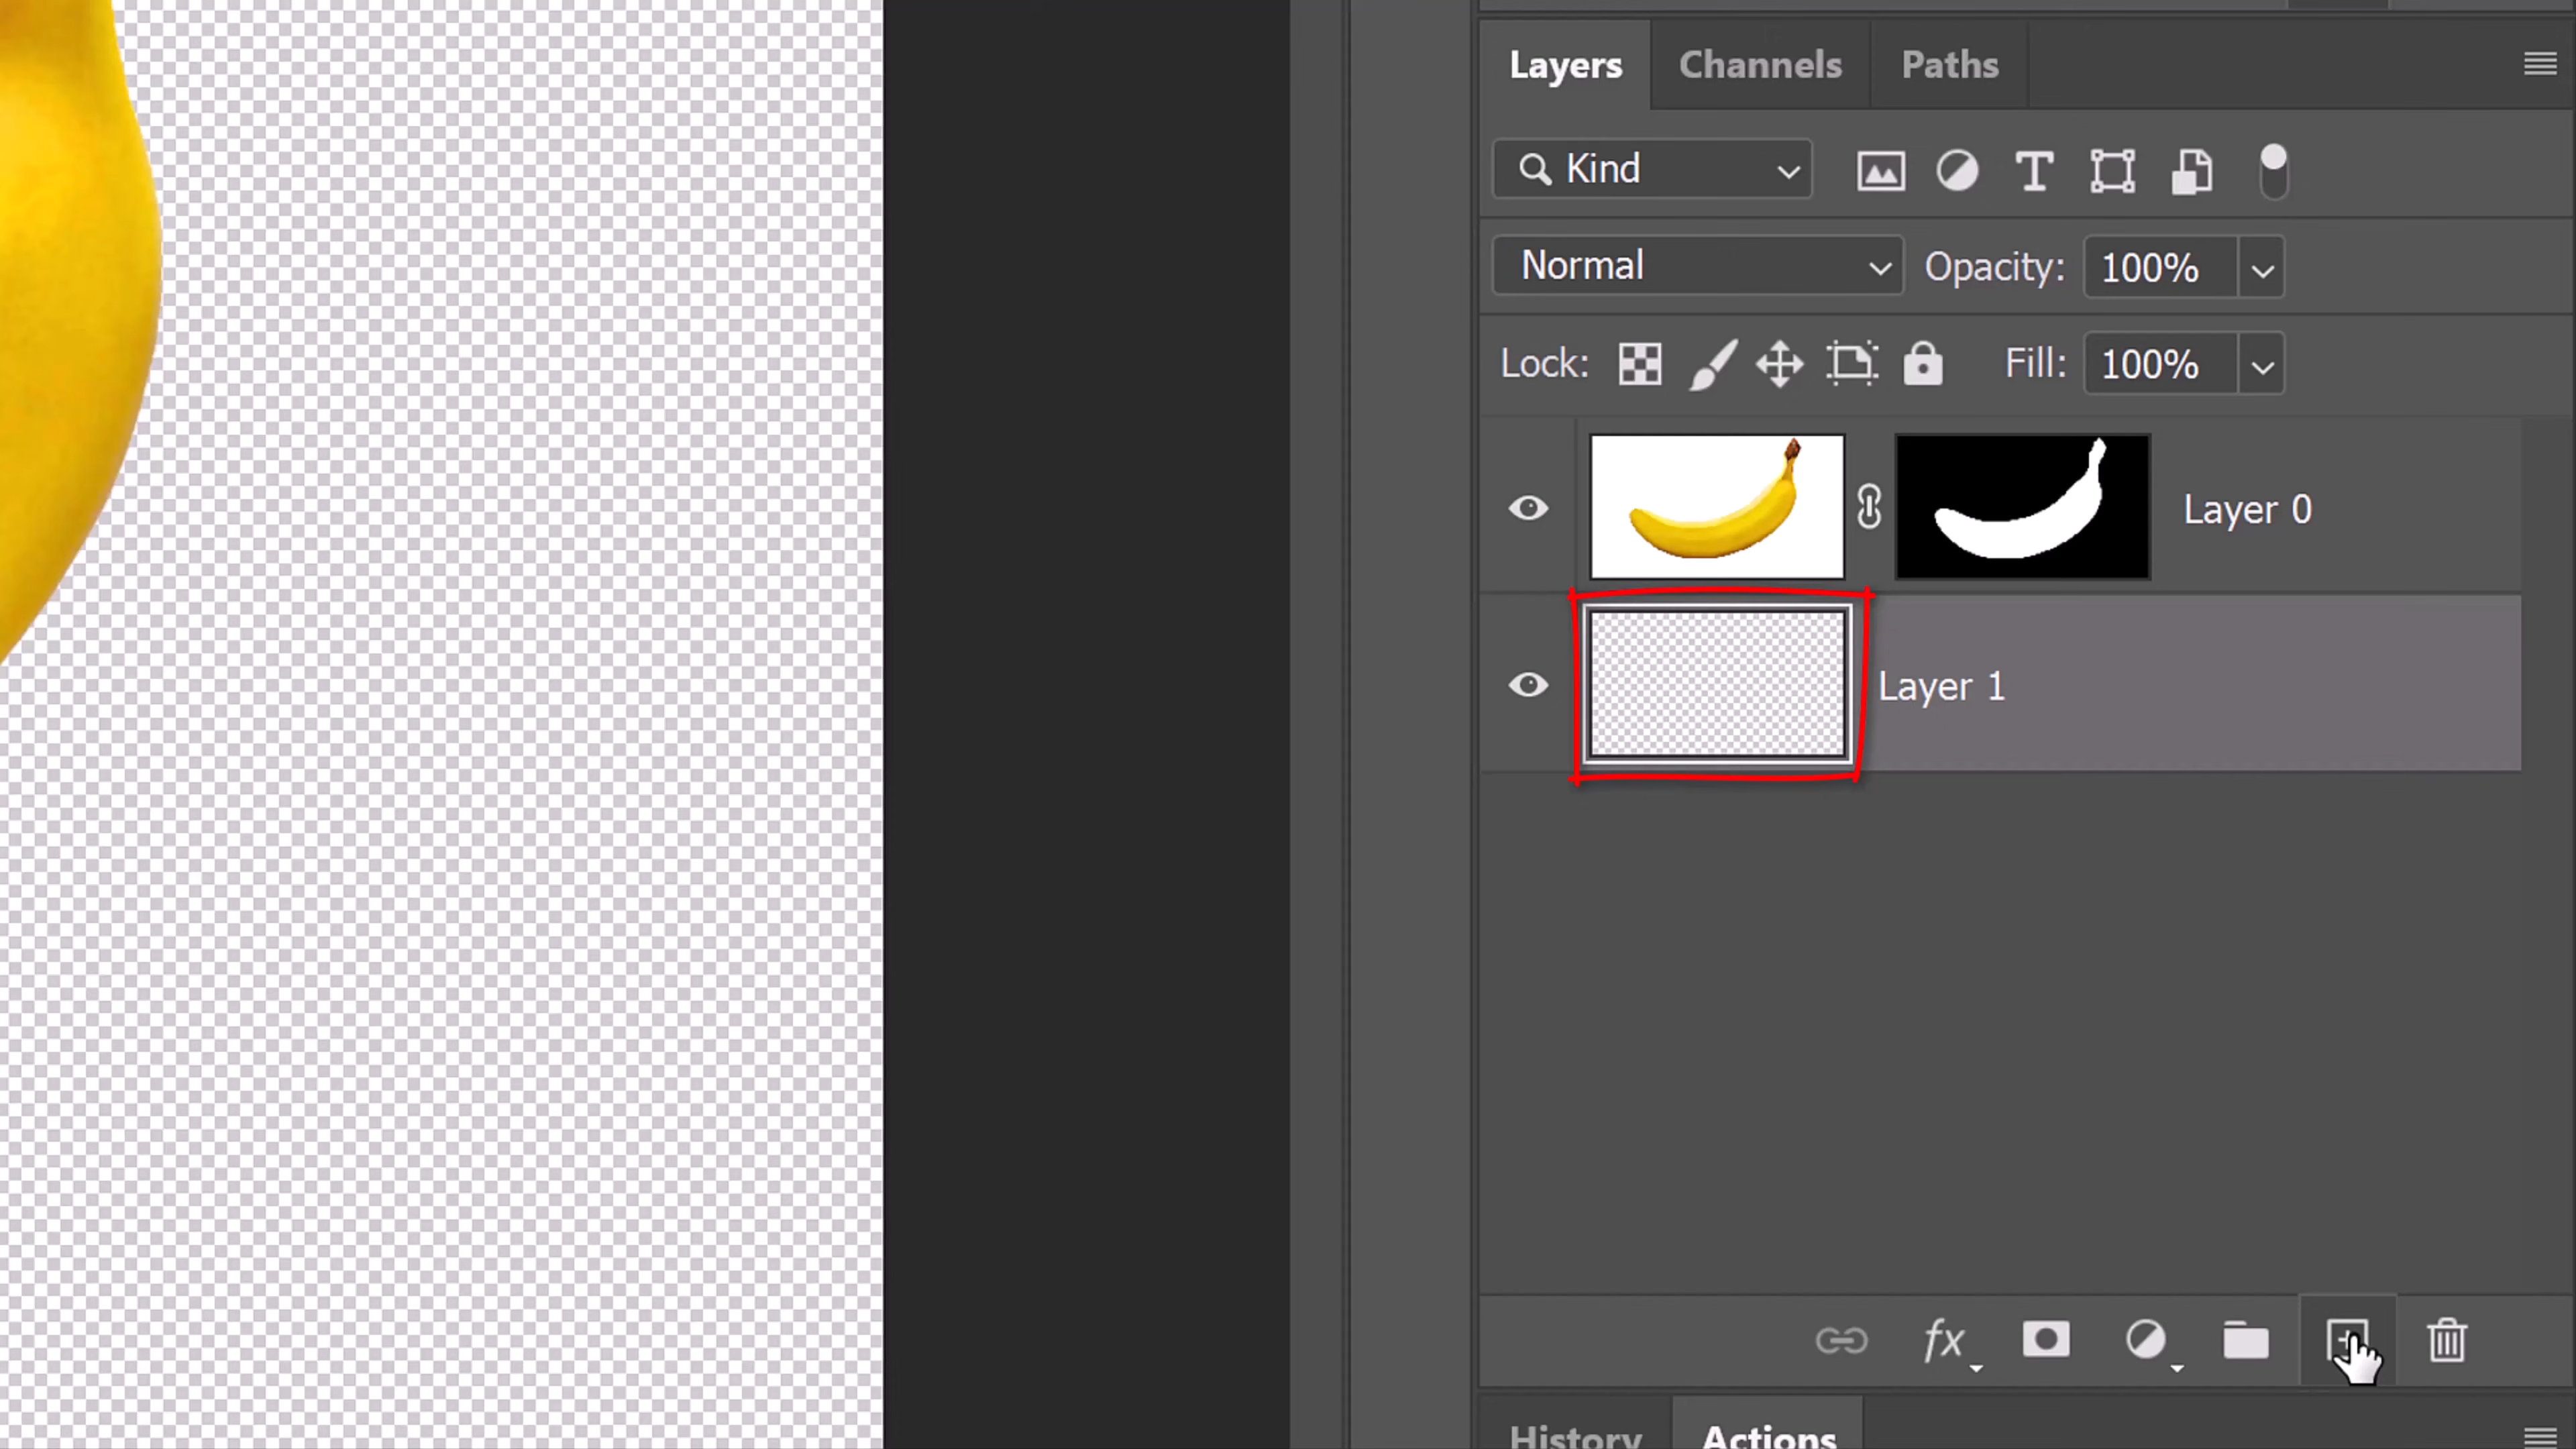 Layers Channels Paths
Kind
Normal Opacity: 100%
Lock: Fill: 100%
Layer 0
Layer 1
fx
History Actions